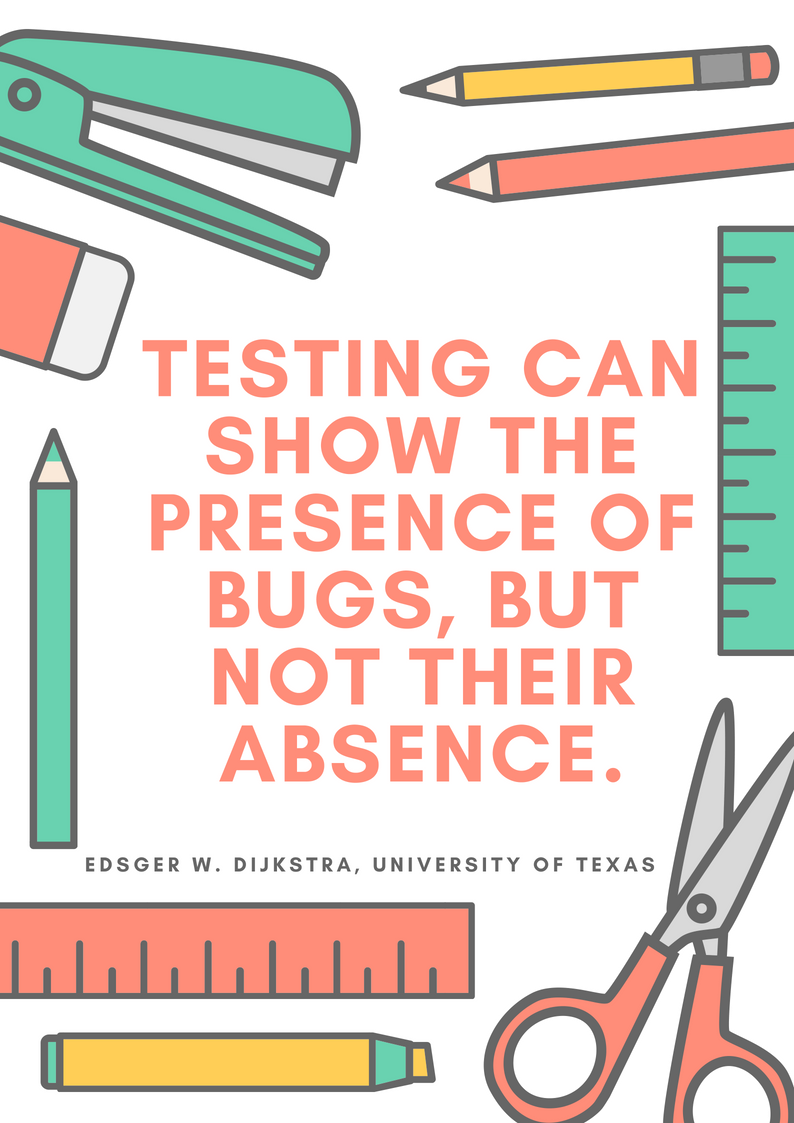 TESTING CAN
SHOW THE
PRESENCE OF
BUGS, BUT
NOT THEIR
ABSENCE.
EDSGER W. DIJKSTRA, UNIVERSITY OF TEXAS